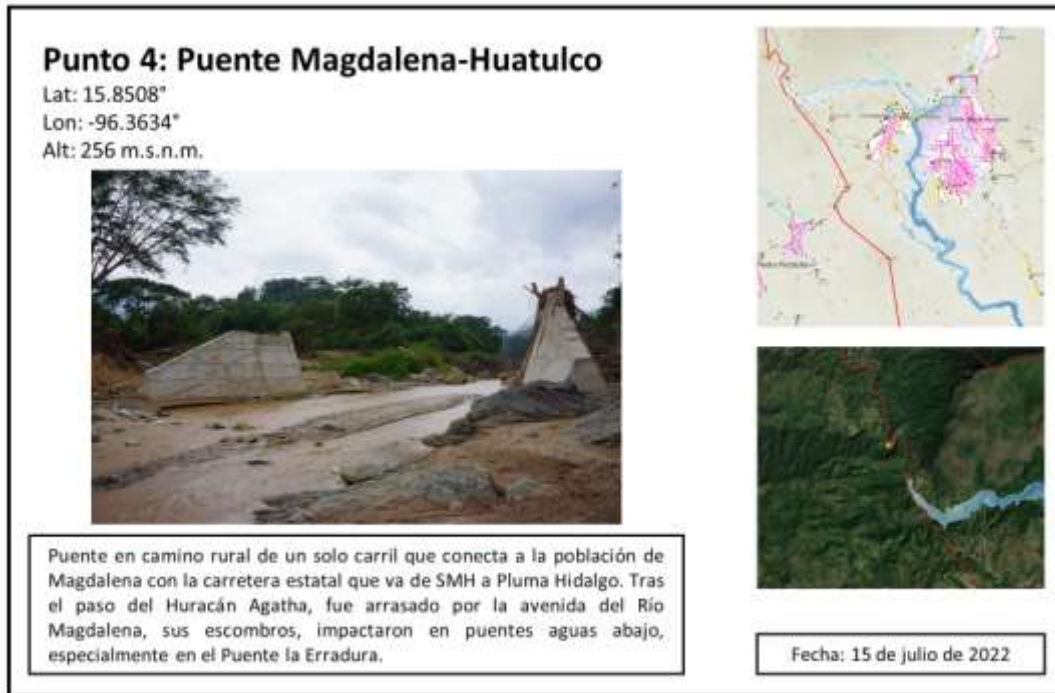 Punto 4: Puente Magdalena-Huatulco
Lat: 15.8508°
Lon: -96.3634°
Alt: 256 m.s.n.m.
Puente en camino rural de un solo carril que conecta a la población de
Magdalena con la carretera estatal que va de SMH a Pluma Hidalgo. Tras
el paso del Huracán Agatha, fue arrasado por la avenida del Río
Magdalena, sus escombros, impactaron en puentes aguas abajo,
especialmente en el Puente la Erradura.
Fecha: 15 de julio de 2022